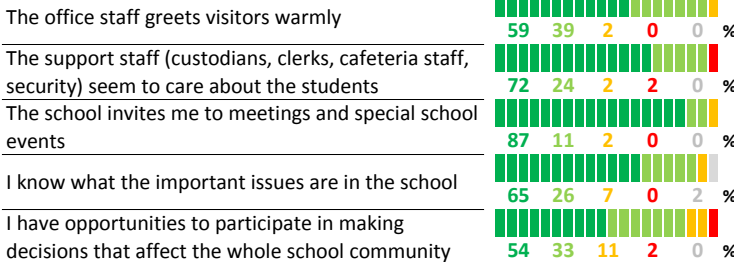 The office staff greets visitors warmly
59 39 2 0 0 %
The support staff (custodians, clerks, cafeteria staff,
security) seem to care about the students
72 24 2 2 0 %
The school invites me to meetings and special school
events
87 11 2 0 0 %
I know what the important issues are in the school
65 26 7 0 2 %
I have opportunities to participate in making
decisions that affect the whole school community
54 33 11 2 0 %